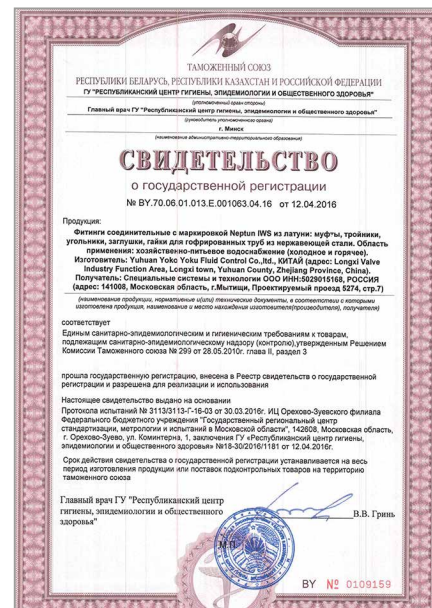 ТАМОЖЕННЫЙ СОЮЗ
РЕСПУБЛИКИ БЕЛАРУСЬ, РЕСПУБЛИКИ КАЗАХСТАН И РОССИЙСКОЙ ФЕДЕРАЦИИ
ГУ "РЕСПУБЛИКАНСКИЙ ЦЕНТР ГИГИЕНЫ, ЭПИДЕМИОЛОГИИ И ОБЩЕСТВЕННОГО ЗДОРОВЬЯ"
(уполномоченный орган стороны)
Главный врач ГУ "Республиканский центр гигиены, эпидемиологии и общественного здоровья"
(руководитель уполномоченного органа)
г. Минск
(наименование административно-территориального образования)
СВИДЕТЕЛЬСТВО
о государственной регистрации
№ BY.70.06.01.013.Е.001063.04.16 от 12.04.2016
Продукция:
Фитинги соединительные с маркировкой Neptun IWS из латуни: муфты, тройники,
угольники, заглушки, гайки для гофрированных труб из нержавеющей стали. Область
применения: хозяйственно-питьевое водоснабжение (холодное и горячее).
Изготовитель: Yuhuan Yoko Yoku Fluid Control Co.,ltd., КИТАЙ (адрес: Longxi Valve
Industry Function Area, Longxi town, Yuhuan County, Zhejiang Province, China).
Получатель: Специальные системы и технологии ООО ИНН:5029015168, РОССИЯ
(адрес: 141008, Московская область, г.Мытищи, Проектируемый проезд 5274, стр.7)
(наименование продукции, нормативные и(или) технические документы, в соответствии с которыми
изготовлена продукция, наименование и место нахождения изготовителя(производителя), получателя)
соответствует
Единым санитарно-эпидемиологическим и гигиеническим требованиям к товарам,
подлежащим санитарно-эпидемиологическому надзору (контролю),утвержденным Решением
Комиссии Таможенного союза № 299 от 28.05.2010г. глава II, раздел 3
прошла государственную регистрацию, внесена в Реестр свидетельств о государственной
регистрации и разрешена для реализации и использования
Настоящее свидетельство выдано на основании
Протокола испытаний № 3113/3113-Г-16-03 от 30.03.2016г. ИЦ Орехово-Зуевского филиала
Федерального бюджетного учреждения "Государственный региональный центр
стандартизации, метрологии и испытаний в Московской области", 142608, Московская область,
г. Орехово-Зуево, ул. Коминтерна, 1, заключения ГУ «Республиканский центр гигиены,
эпидемиологии и общественного здоровья» №18-30/2016/1181 от 12.04.2016г.
Срок действия свидетельства о государственной регистрации устанавливается на весь
период изготовления продукции или поставок подконтрольных товаров на территорию
таможенного союза
Главный врач ГУ "Республиканский центр
гигиены, эпидемиологии и общественного
здоровья"
В.В. Гринь
М.П.
BY № 0109159